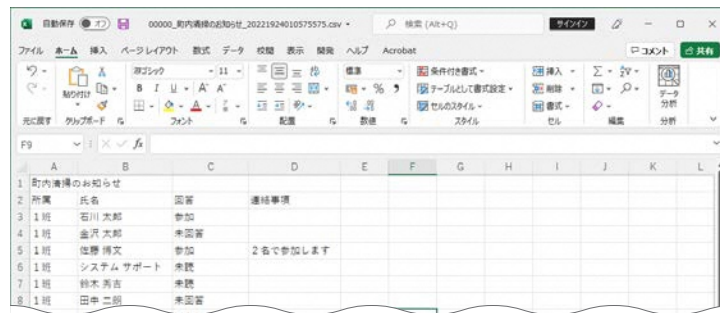 自動保存 オフ 00000_町内清掃のお知らせ_20221924010575575.csv 検索 (Alt+Q) サインイン
ファイル ホーム 挿入 ページ レイアウト 数式 データ 校閲 表示 開発 ヘルプ Acrobat コメント 共有
貼り付け 游ゴシック 11 標準 条件付き書式 挿入 データ分析
B I U A A % テーブルとして書式設定 削除
A セルのスタイル 書式
元に戻す クリップボード フォント 配置 数値 スタイル セル 編集 分析
F9 fx
A B C D E F G H I J K L
1 町内清掃のお知らせ
2 所属 氏名 回答 連絡事項
3 1班 石川 太郎 参加
4 1班 金沢 太郎 未回答
5 1班 佐藤 博文 参加 2名で参加します
6 1班 システム サポート 未読
7 1班 鈴木 秀吉 未読
8 1班 田中 二朗 未回答